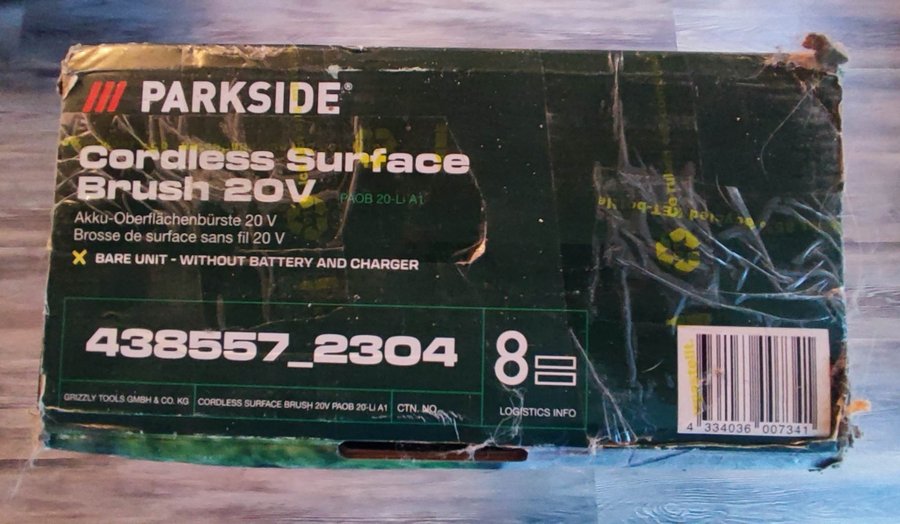 PARKSIDE®
Cordless Surface
Brush 20V PAOB 20-Li A1
Akku-Oberflächenbürste 20 V
Brosse de surface sans fil 20 V
BARE UNIT - WITHOUT BATTERY AND CHARGER
438557_2304
8
GRIZZLY TOOLS GMBH & CO. KG
CORDLESS SURFACE BRUSH 20V PAOB 20-Li A1
CTN. NO.
LOGISTICS INFO
4 334036 007341